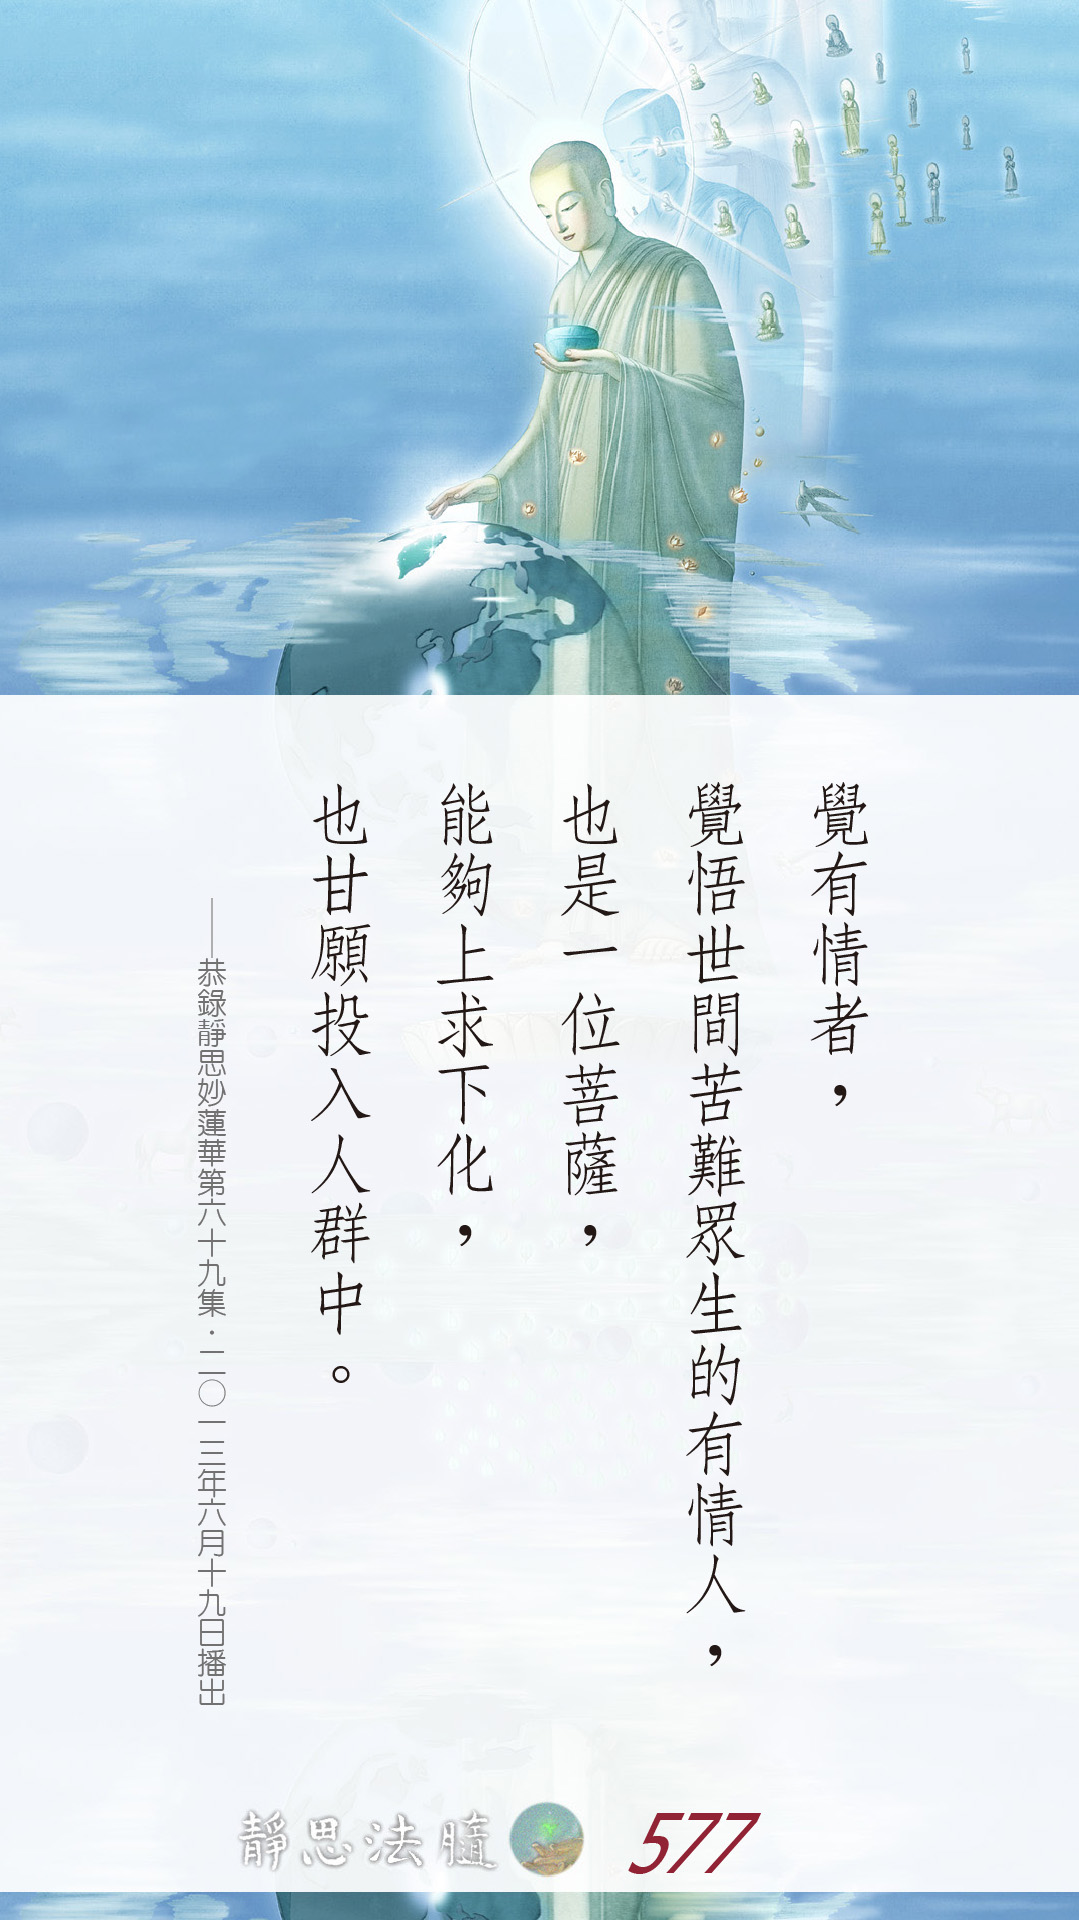 覺有情者，
覺悟世間苦難眾生的有情人，
也是一位菩薩，
能夠上求下化，
也甘願投入人群中。
——恭錄靜思妙蓮華第六十九集．二〇一三年六月十九日播出
靜思法髓
577